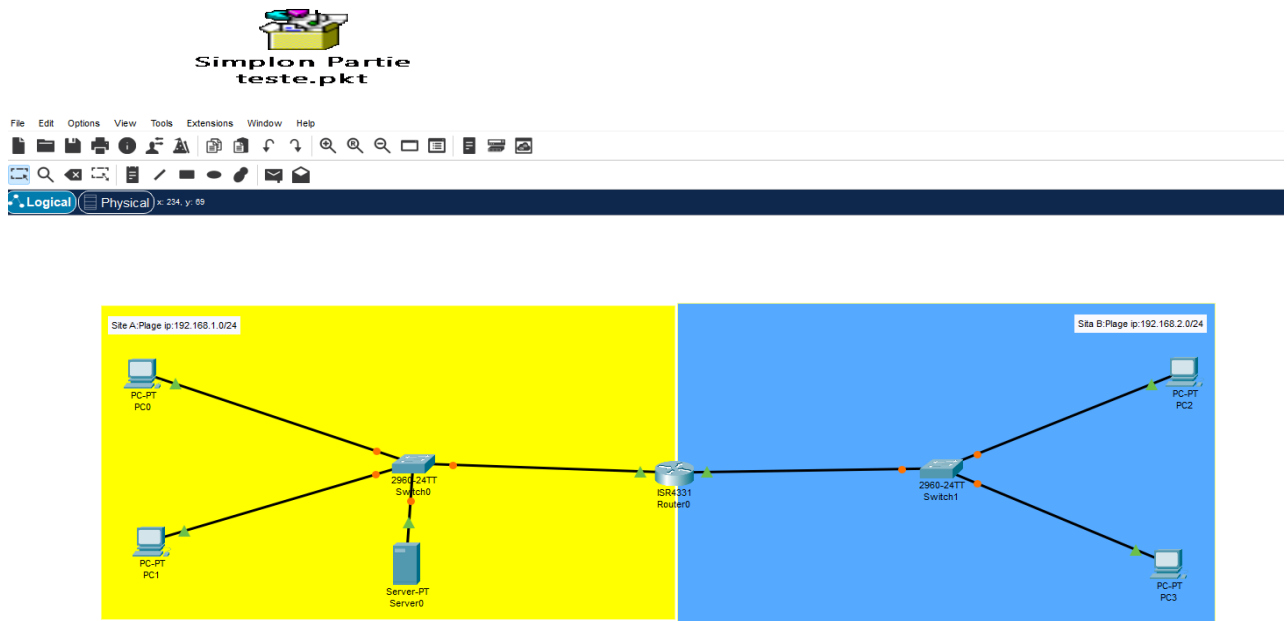 Simplon Partie
teste.pkt
File Edit Options View Tools Extensions Window Help
Logical Physical x: 234, y: 69
Site A:Plage ip:192.168.1.0/24
Sita B:Plage ip:192.168.2.0/24
PC-PT
PC0
PC-PT
PC2
2960-24TT
Switch0
ISR4331
Router0
2960-24TT
Switch1
PC-PT
PC1
Server-PT
Server0
PC-PT
PC3